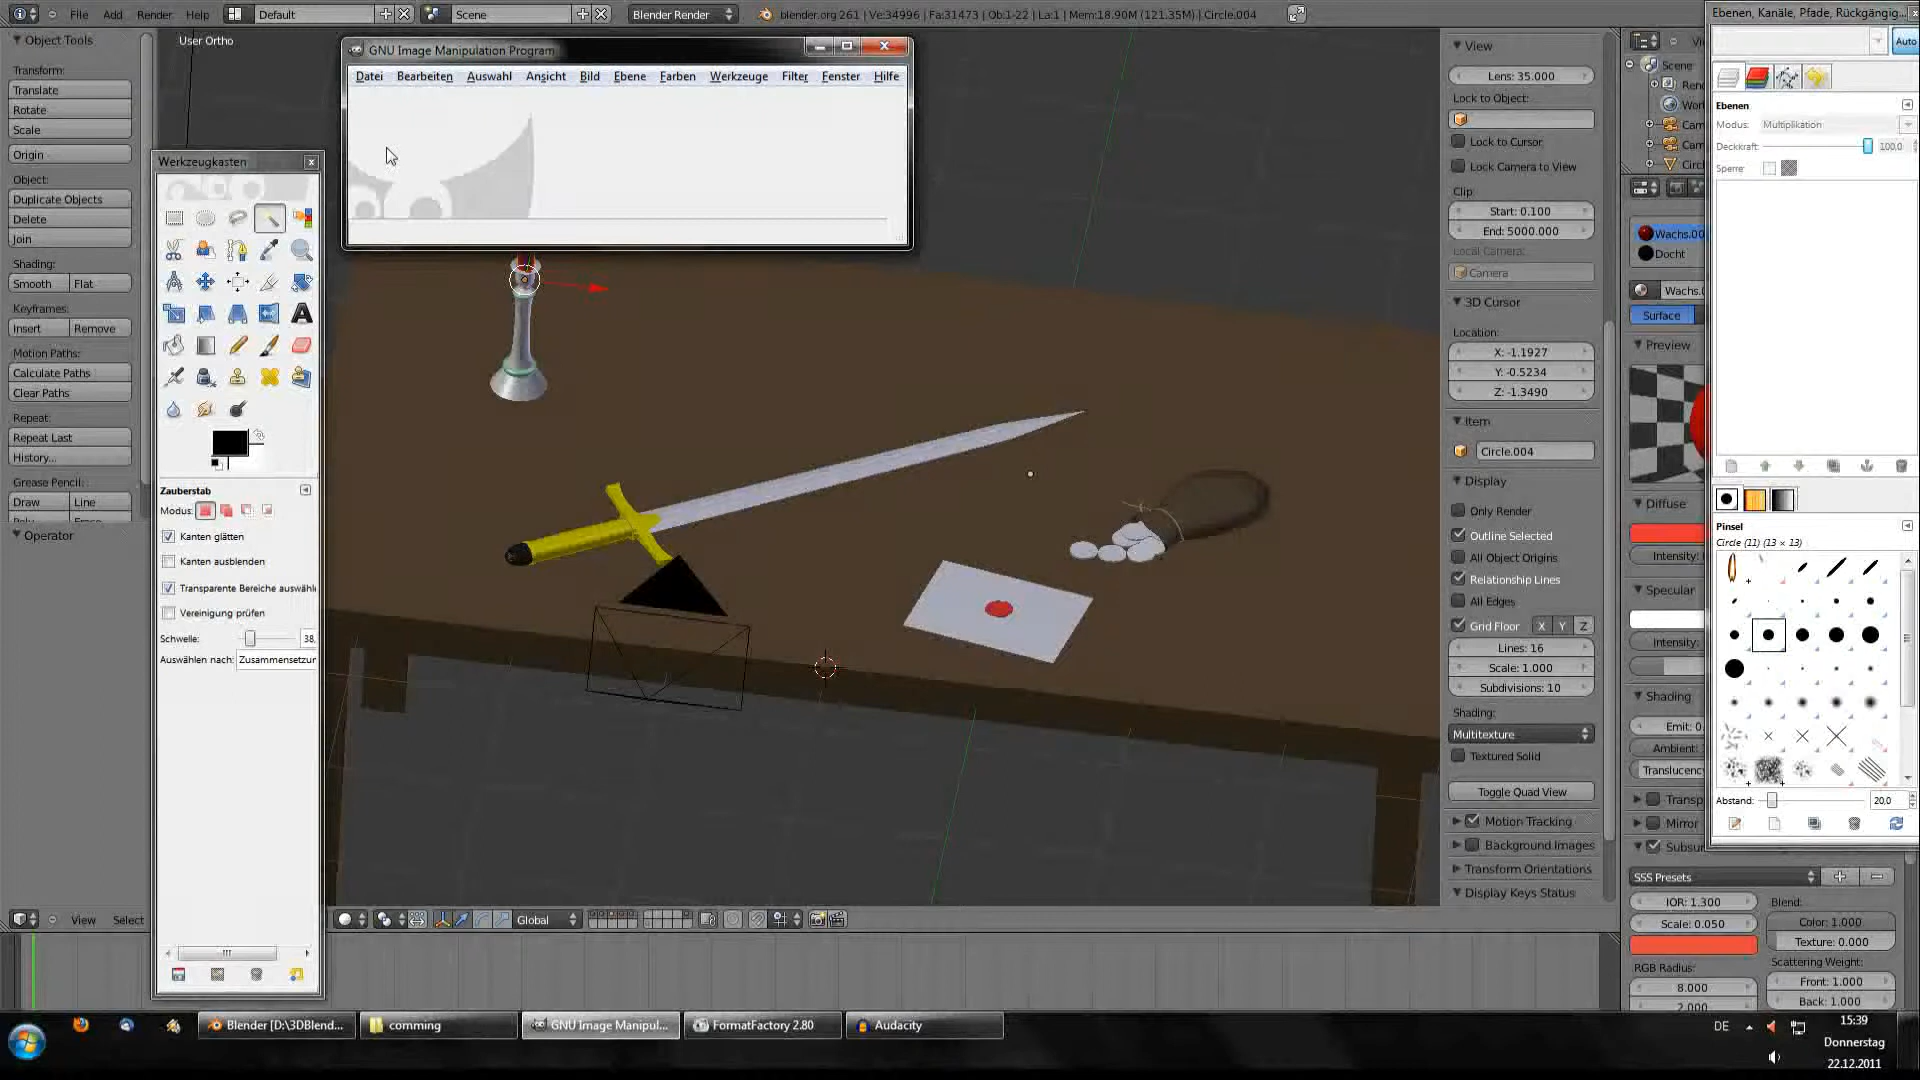 File Add Render Help Default Scene Blender Render blender.org 261 | Ve:34996 | Fa:31473 | Ob:1-22 | La:1 | Mem:18.90M (121.35M) | Circle.004
Object Tools
Transform:
Translate
Rotate
Scale
Origin
Object:
Duplicate Objects
Delete
Join
Shading:
Smooth Flat
Keyframes:
Insert Remove
Motion Paths:
Calculate Paths
Clear Paths
Repeat:
Repeat Last
History...
Grease Pencil:
Draw Line
Operator
User Ortho
GNU Image Manipulation Program
Datei Bearbeiten Auswahl Ansicht Bild Ebene Farben Werkzeuge Filter Fenster Hilfe
Werkzeugkasten
Zauberstab
Modus:
Kanten glätten
Kanten ausblenden
Transparente Bereiche auswähl
Vereinigung prüfen
Schwelle: 38,
Auswählen nach: Zusammensetzur
View
Lens: 35.000
Lock to Object:
Lock to Cursor
Lock Camera to View
Clip:
Start: 0.100
End: 5000.000
Local Camera:
Camera
3D Cursor
Location:
X: -1.1927
Y: -0.5234
Z: -1.3490
Item
Circle.004
Display
Only Render
Outline Selected
All Object Origins
Relationship Lines
All Edges
Grid Floor X Y Z
Lines: 16
Scale: 1.000
Subdivisions: 10
Shading:
Multitexture
Textured Solid
Toggle Quad View
Motion Tracking
Background Images
Transform Orientations
Display Keys Status
Scene
Wachs.00
Docht
Surface
Preview
Diffuse
Intensity:
Specular
Intensity:
Shading
Emit: 0.
Ambient:
Translucenc
Transp
Mirror
Subsur
SSS Presets
IOR: 1.300
Scale: 0.050
RGB Radius:
8.000
2.000
Blend:
Color: 1.000
Texture: 0.000
Scattering Weight:
Front: 1.000
Back: 1.000
Ebenen, Kanäle, Pfade, Rückgängig...
Auto
Ebenen
Modus: Multiplikation
Deckkraft: 100,0
Sperre:
Pinsel
Circle (11) (13 × 13)
Abstand: 20,0
View Select Global
Blender [D:\3DBlend... comming GNU Image Manipul... FormatFactory 2.80 Audacity
DE
15:39
Donnerstag
22.12.2011